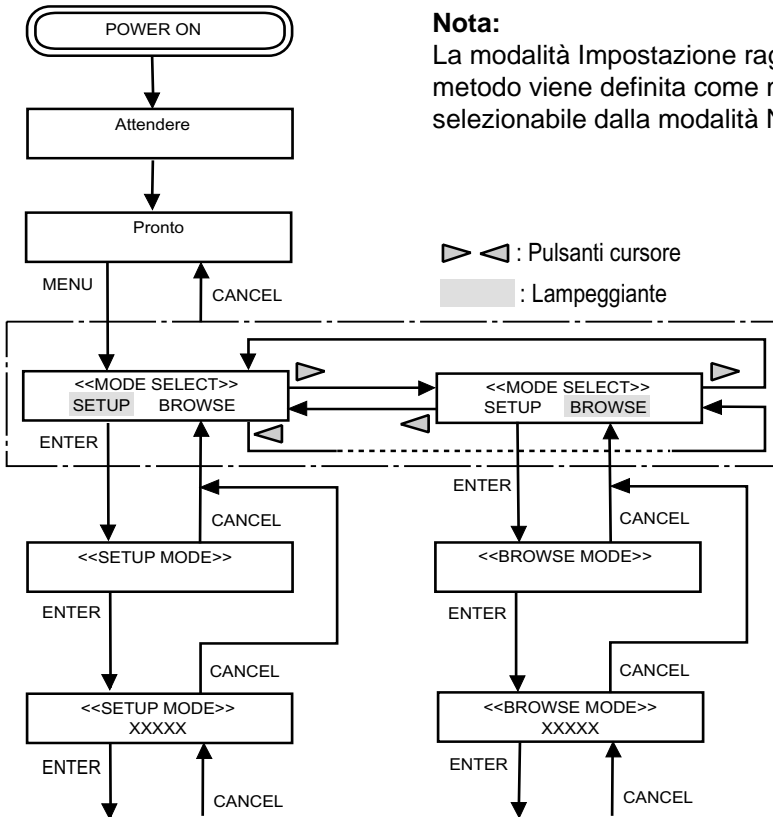 POWER ON
Nota:
La modalità Impostazione
metodo viene definita come
selezionabile dalla modalità
Attendere
Pronto
: Pulsanti cursore
MENU
CANCEL
: Lampeggiante
<<MODE SELECT>>
SETUP BROWSE
<<MODE SELECT>>
SETUP BROWSE
ENTER
ENTER
CANCEL
CANCEL
<<SETUP MODE>>
<<BROWSE MODE>>
ENTER
ENTER
CANCEL
CANCEL
<<SETUP MODE>>
XXXXX
<<BROWSE MODE>>
XXXXX
ENTER
ENTER
CANCEL
CANCEL